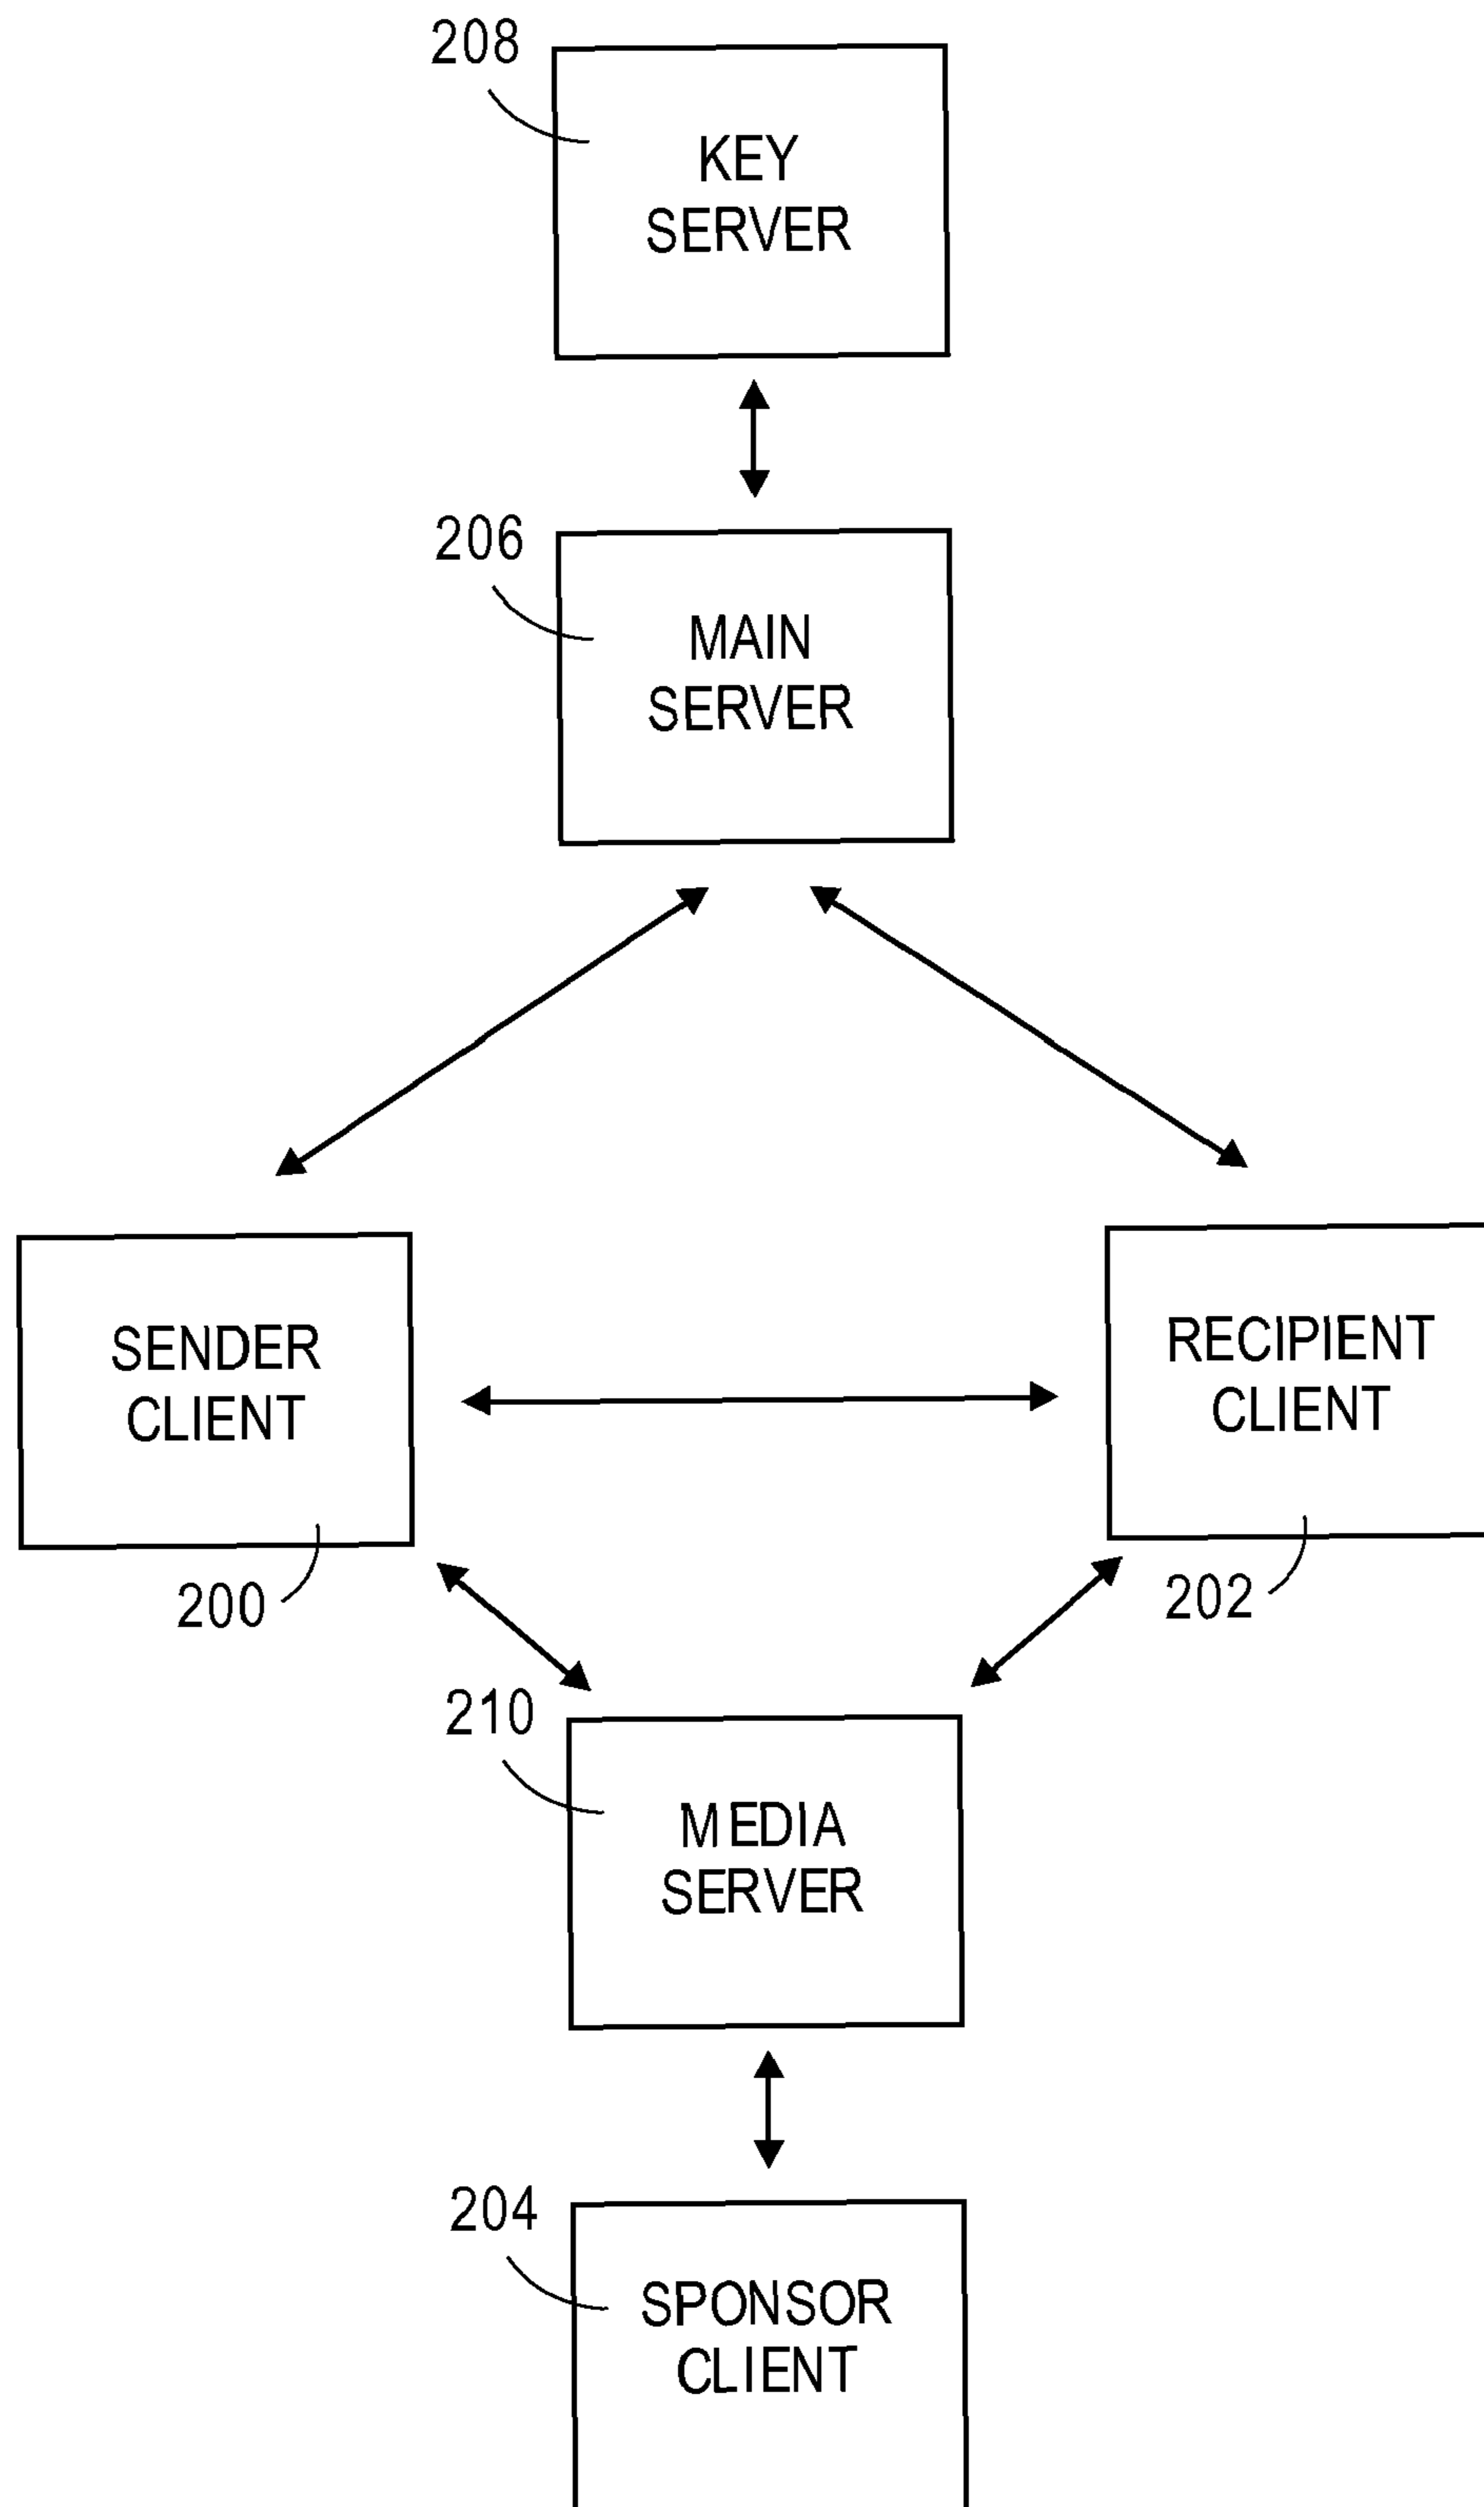 208
KEY
SERVER
206
MAIN
SERVER
SENDER
CLIENT
200
RECIPIENT
CLIENT
202
210
MEDIA
SERVER
204
SPONSOR
CLIENT